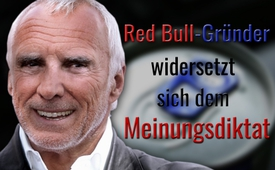 Red Bull-Gründer
widersetzt
sich dem
Meinungsdiktat